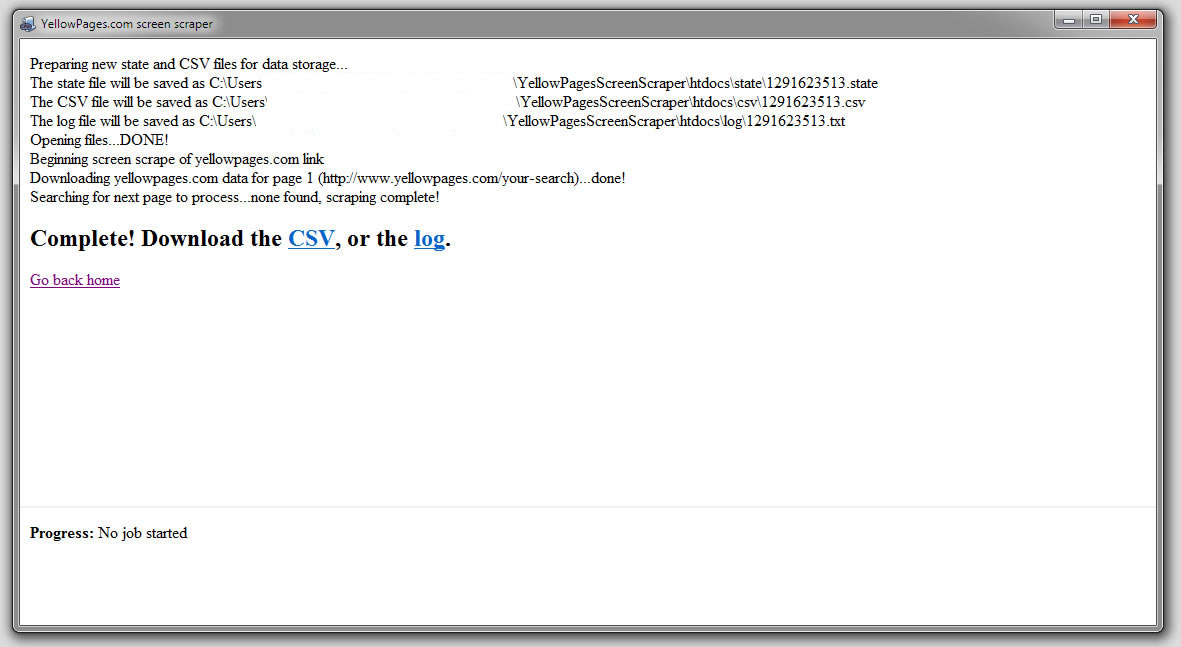 YellowPages.com screen scraper
Preparing new state and CSV files for data storage...
The state file will be saved as C:\Users \YellowPagesScreenScraper\htdocs\state\1291623513.state
The CSV file will be saved as C:\Users\ \YellowPagesScreenScraper\htdocs\csv\1291623513.csv
The log file will be saved as C:\Users\ \YellowPagesScreenScraper\htdocs\log\1291623513.txt
Opening files...DONE!
Beginning screen scrape of yellowpages.com link
Downloading yellowpages.com data for page 1 (http://www.yellowpages.com/your-search)...done!
Searching for next page to process...none found, scraping complete!
Complete! Download the CSV, or the log.
Go back home
Progress: No job started